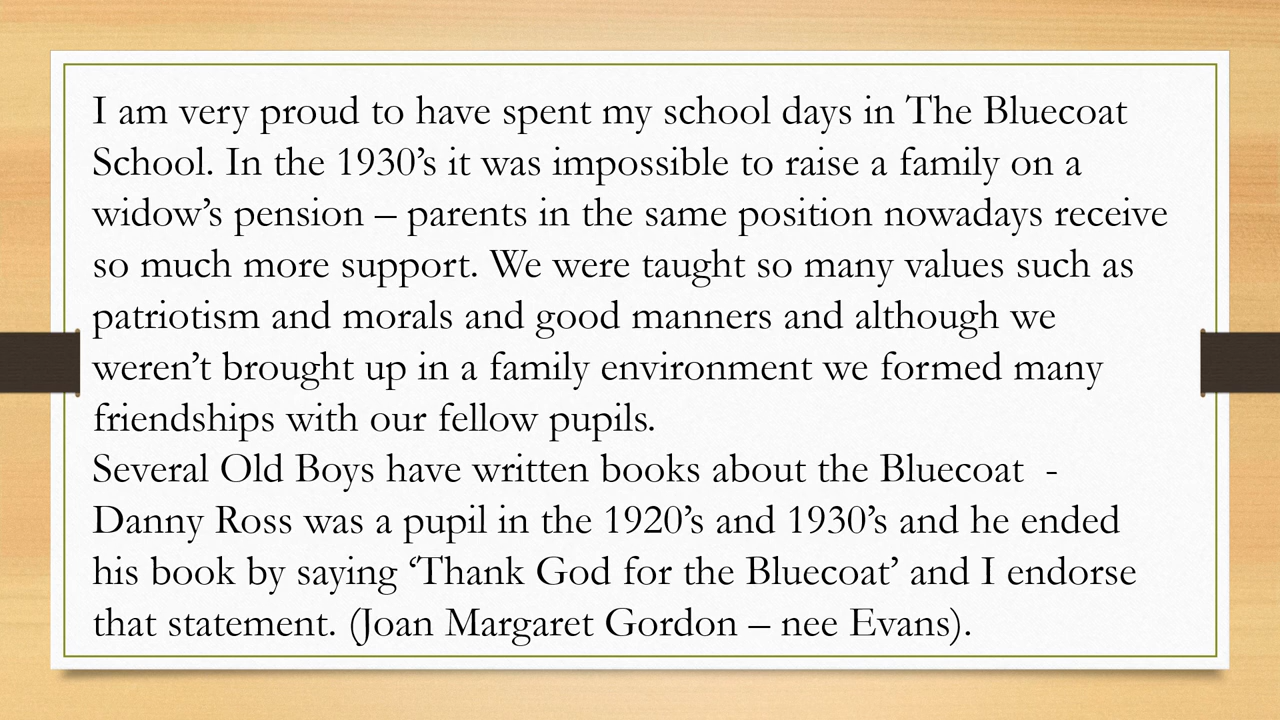 I am very proud to have spent my school days in The Bluecoat
School. In the 1930’s it was impossible to raise a family on a
widow’s pension – parents in the same position nowadays receive
so much more support. We were taught so many values such as
patriotism and morals and good manners and although we
weren’t brought up in a family environment we formed many
friendships with our fellow pupils.
Several Old Boys have written books about the Bluecoat  -
Danny Ross was a pupil in the 1920’s and 1930’s and he ended
his book by saying ‘Thank God for the Bluecoat’ and I endorse
that statement. (Joan Margaret Gordon – nee Evans).